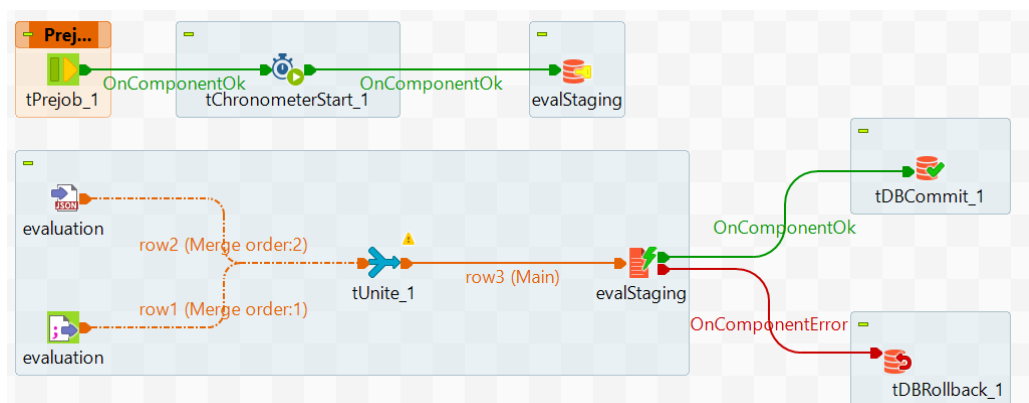 Prej...
OnComponentOk
OnComponentOk
tPrejob_1
tChronometerStart_1
evalStaging
JSON
evaluation
row2 (Merge order:2)
tUnite_1
row3 (Main)
evalStaging
row1 (Merge order:1)
evaluation
OnComponentOk
tDBCommit_1
OnComponentError
tDBRollback_1